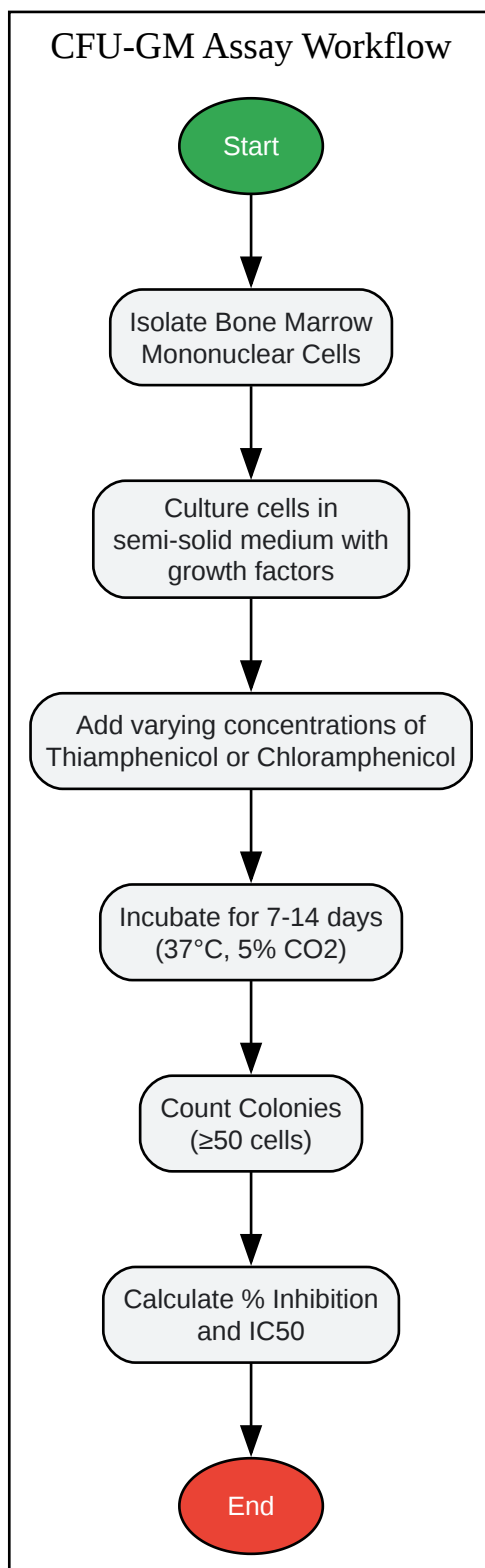 CFU-GM Assay Workflow
Start
Isolate Bone Marrow
Mononuclear Cells
Culture cells in
semi-solid medium with
growth factors
Add varying concentrations of
Thiamphenicol or Chloramphenicol
Incubate for 7-14 days
(37°C, 5% CO2)
Count Colonies
(≥50 cells)
Calculate % Inhibition
and IC50
End